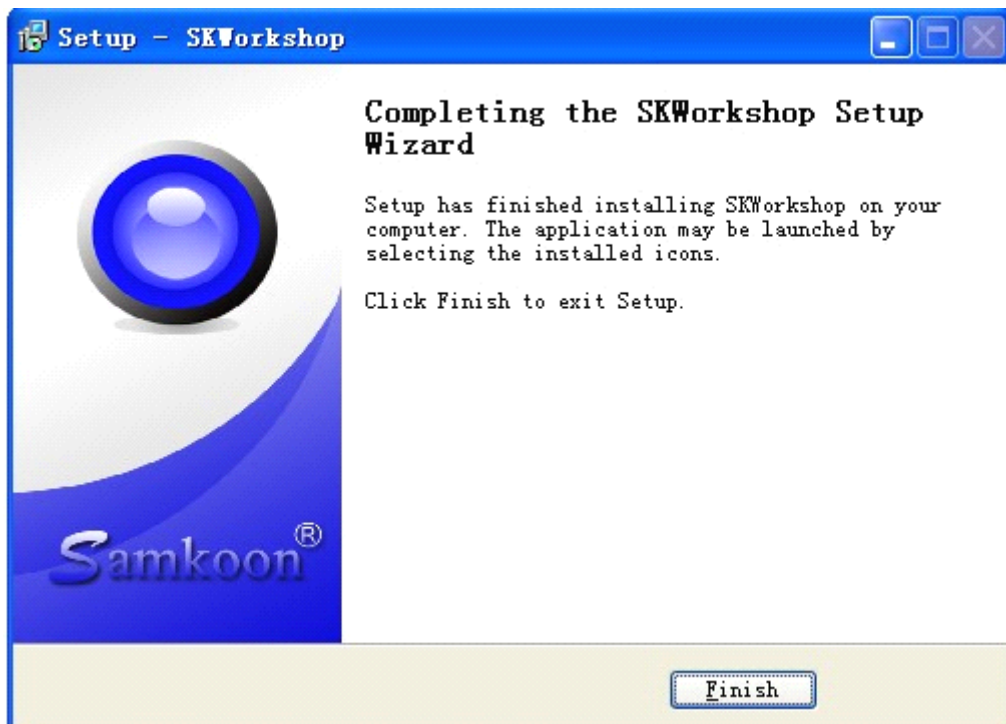 Setup - SKWorkshop
Completing the SKWorkshop Setup
Wizard
Setup has finished installing SKWorkshop on your
computer. The application may be launched by
selecting the installed icons.
Click Finish to exit Setup.
Samkoon®
Finish